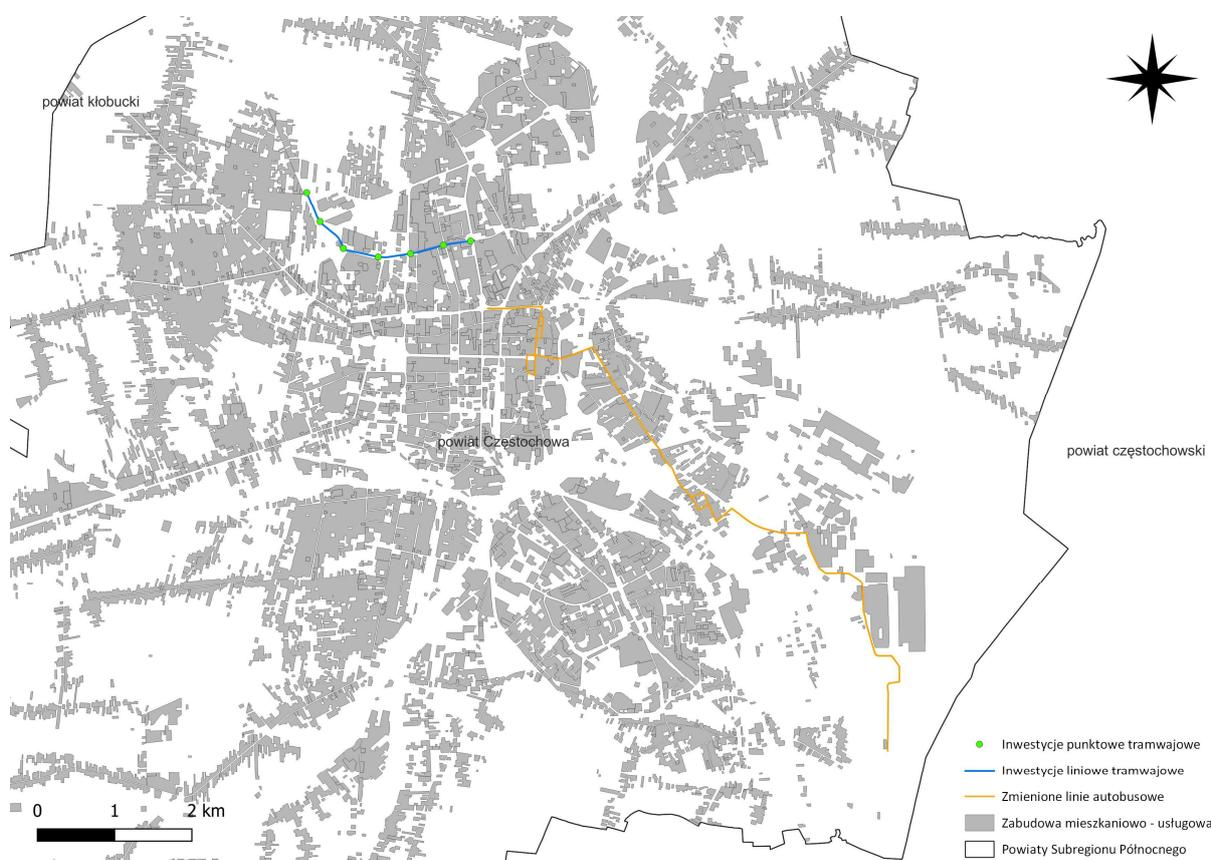 powiat kłobucki
powiat Częstochowa
powiat częstochowski
Inwestycje punktowe tramwajowe
Inwestycje liniowe tramwajowe
Zmienione linie autobusowe
Zabudowa mieszkaniowo - usługowa
Powiaty Subregionu Północnego
0 1 2 km